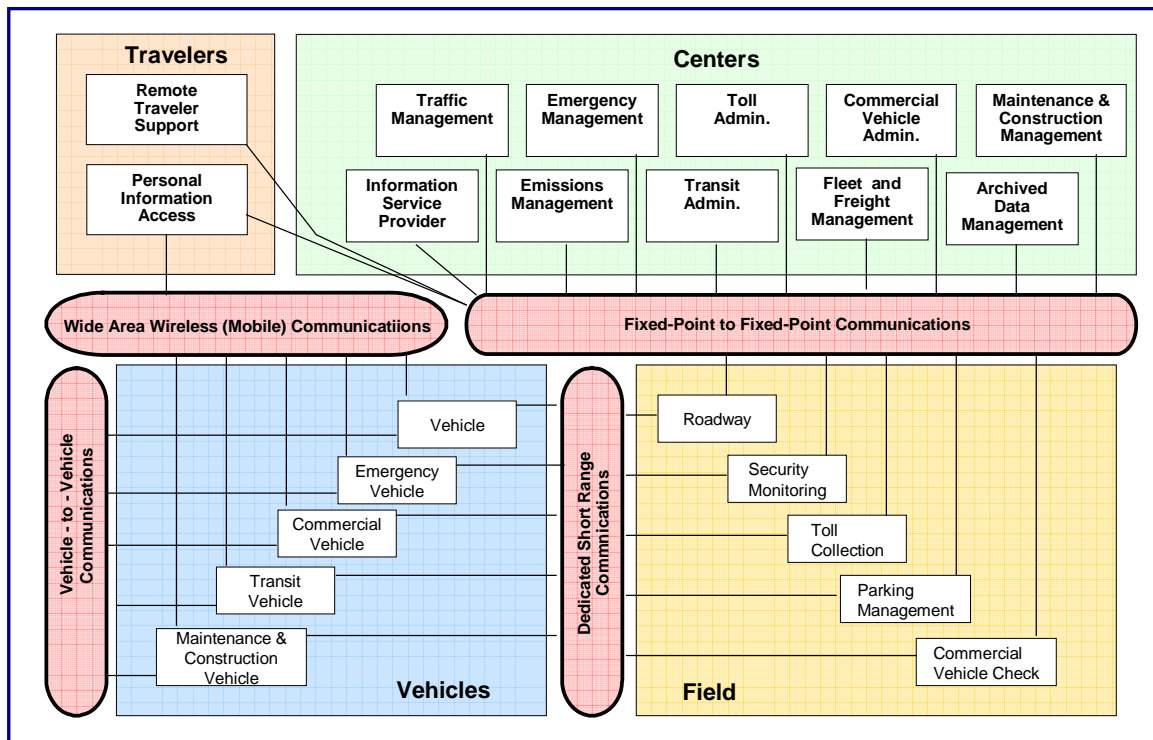 Travelers
Remote
Traveler
Support
Personal
Information
Access
Centers
Traffic
Management
Emergency
Management
Toll
Admin.
Commercial
Vehicle
Admin.
Maintenance &
Construction
Management
Information
Service
Provider
Emissions
Management
Transit
Admin.
Fleet and
Freight
Management
Archived
Data
Management
Wide Area Wireless (Mobile) Communicatiions
Fixed-Point to Fixed-Point Communications
Vehicle - to - Vehicle
Communications
Vehicle
Emergency
Vehicle
Commercial
Vehicle
Transit
Vehicle
Maintenance &
Construction
Vehicle
Vehicles
Dedicated Short Range
Commnications
Roadway
Security
Monitoring
Toll
Collection
Parking
Management
Commercial
Vehicle Check
Field